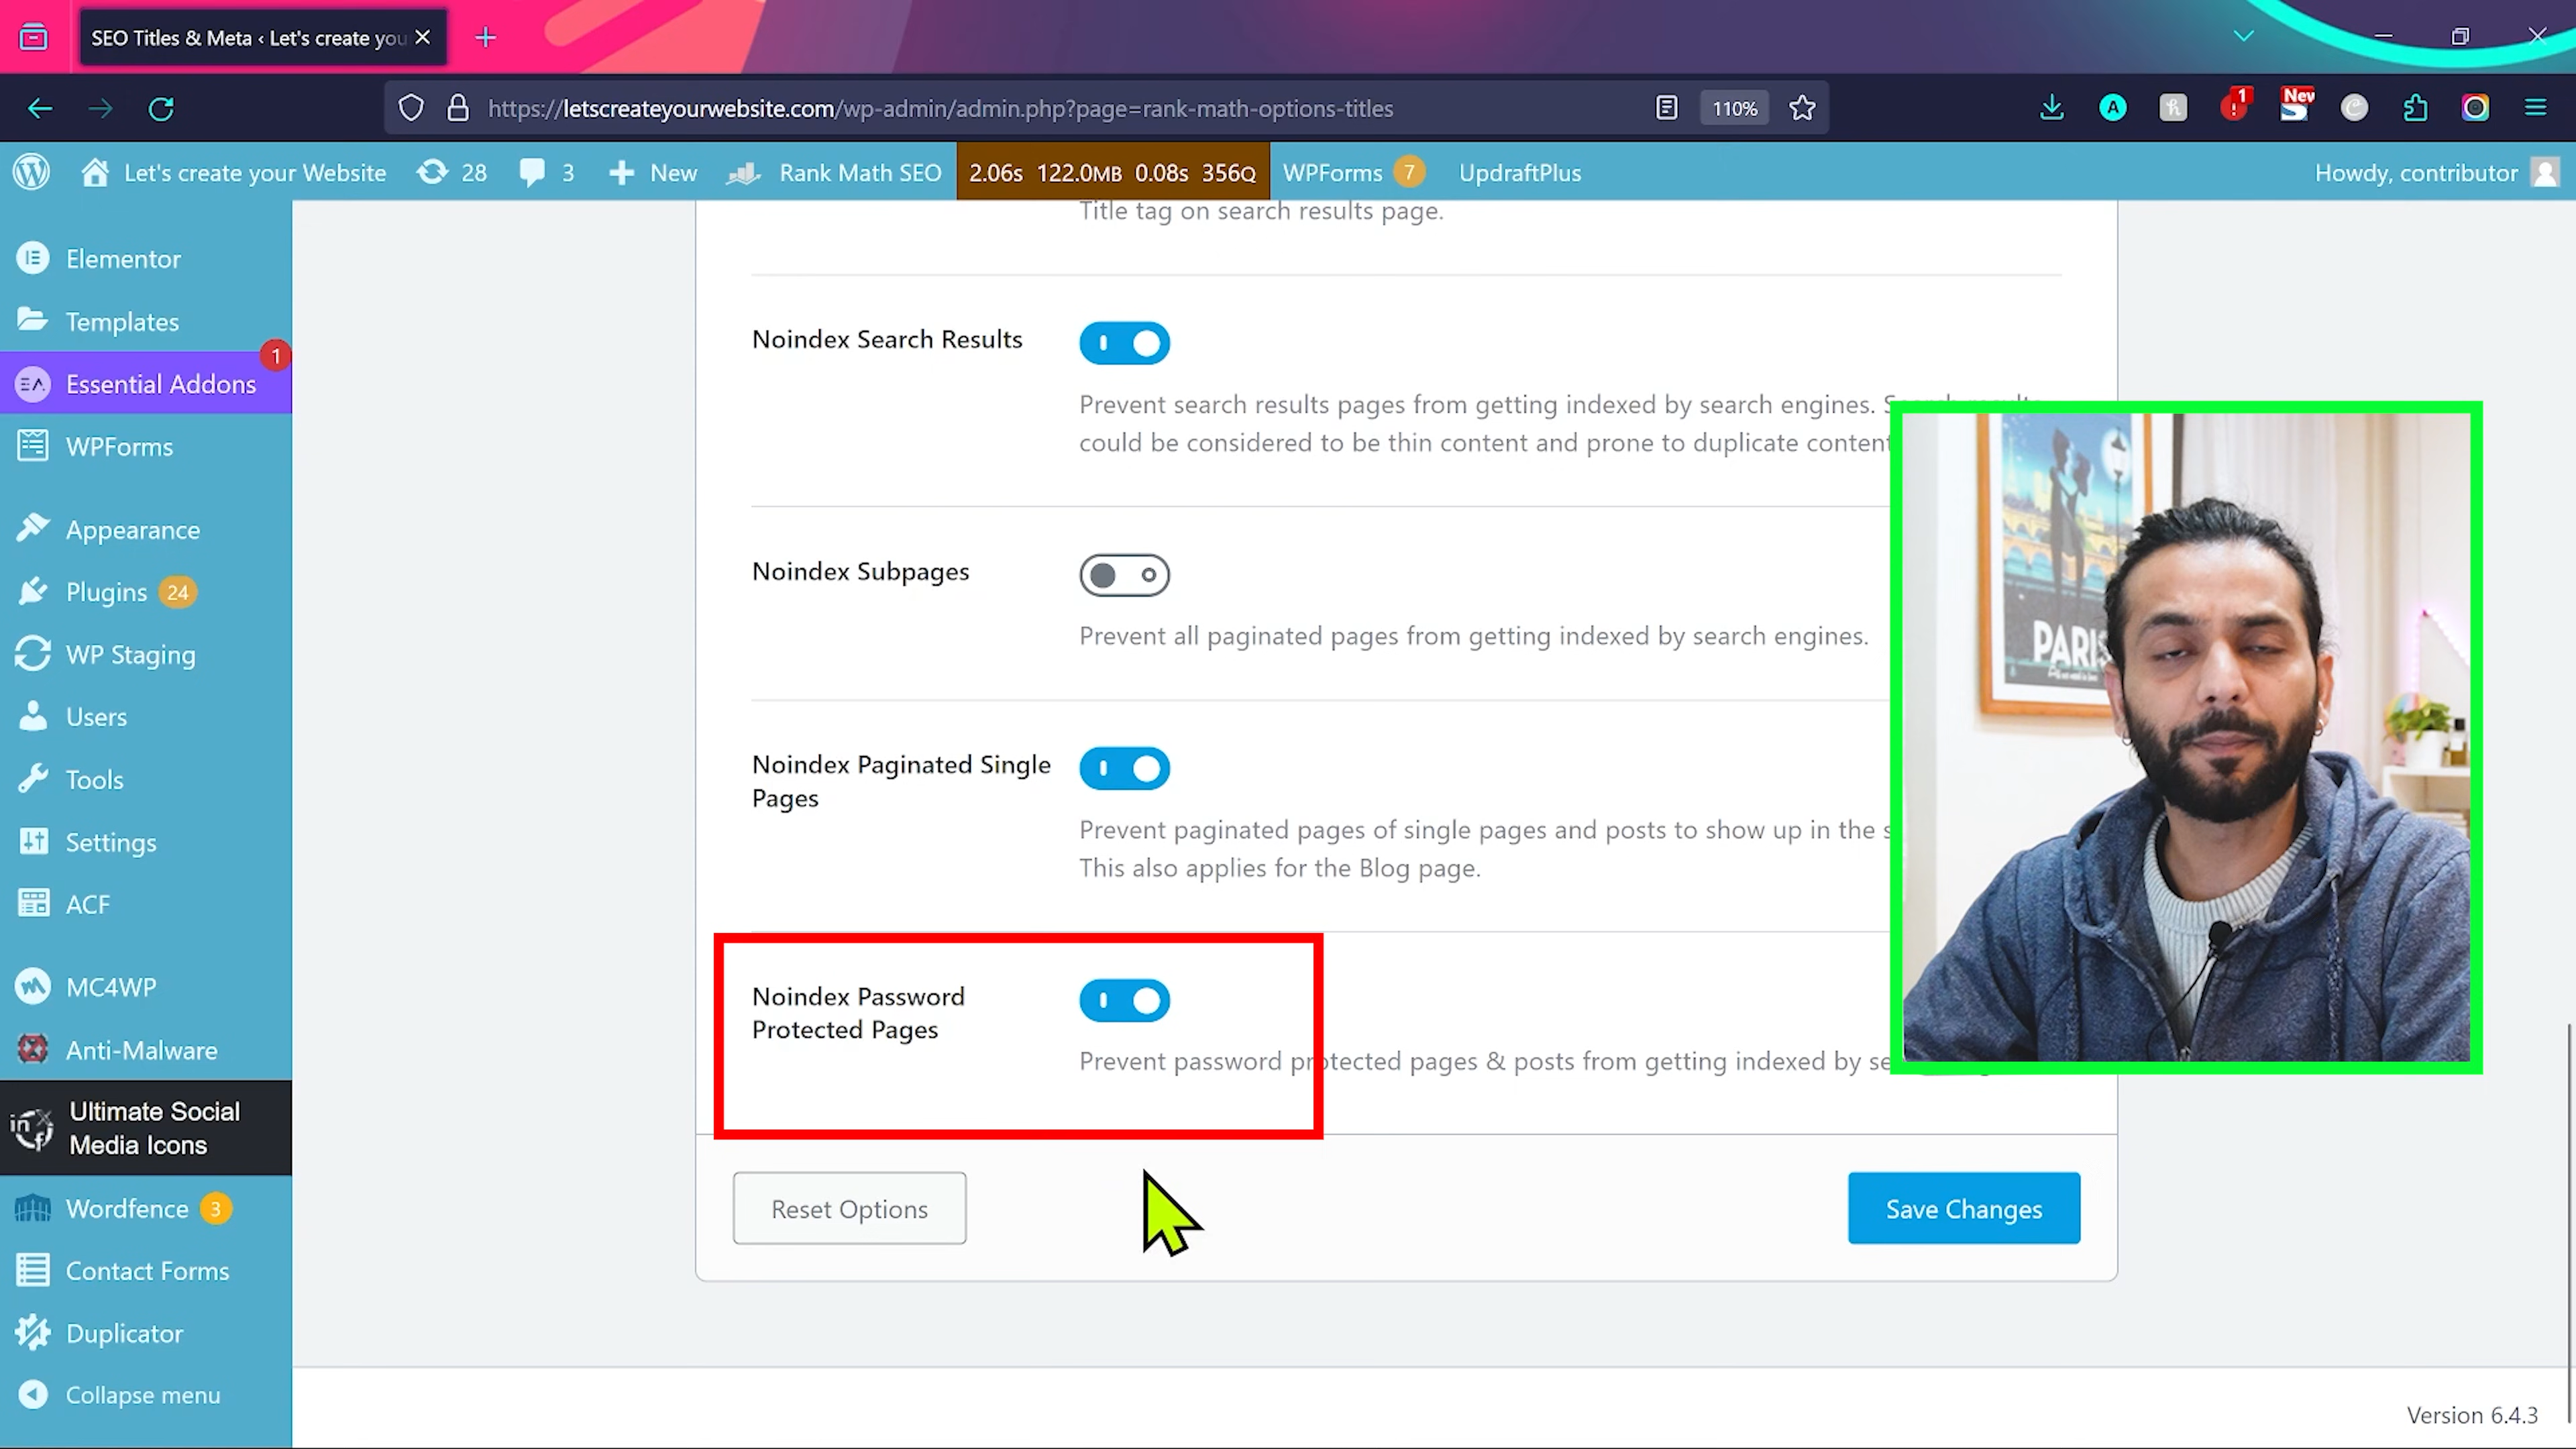 SEO Titles & Meta ‹ Let's create you
https://letscreateyourwebsite.com/wp-admin/admin.php?page=rank-math-options-titles
110%
A
1
New
Let's create your Website
28
3
New
Rank Math SEO
2.06s 122.0MB 0.08s 356Q
WPForms 7
UpdraftPlus
Howdy, contributor
Elementor
Templates
Essential Addons 1
WPForms
Appearance
Plugins 24
WP Staging
Users
Tools
Settings
ACF
MC4WP
Anti-Malware
Ultimate Social
Media Icons
Wordfence 3
Contact Forms
Duplicator
Collapse menu
Title tag on search results page.
Noindex Search Results
Prevent search results pages from getting indexed by search engines.
could be considered to be thin content and prone to duplicate content
Noindex Subpages
Prevent all paginated pages from getting indexed by search engines.
Noindex Paginated Single
Pages
Prevent paginated pages of single pages and posts to show up in the s
This also applies for the Blog page.
Noindex Password
Protected Pages
Prevent password protected pages & posts from getting indexed by se
Reset Options
Save Changes
PARIS
Version 6.4.3